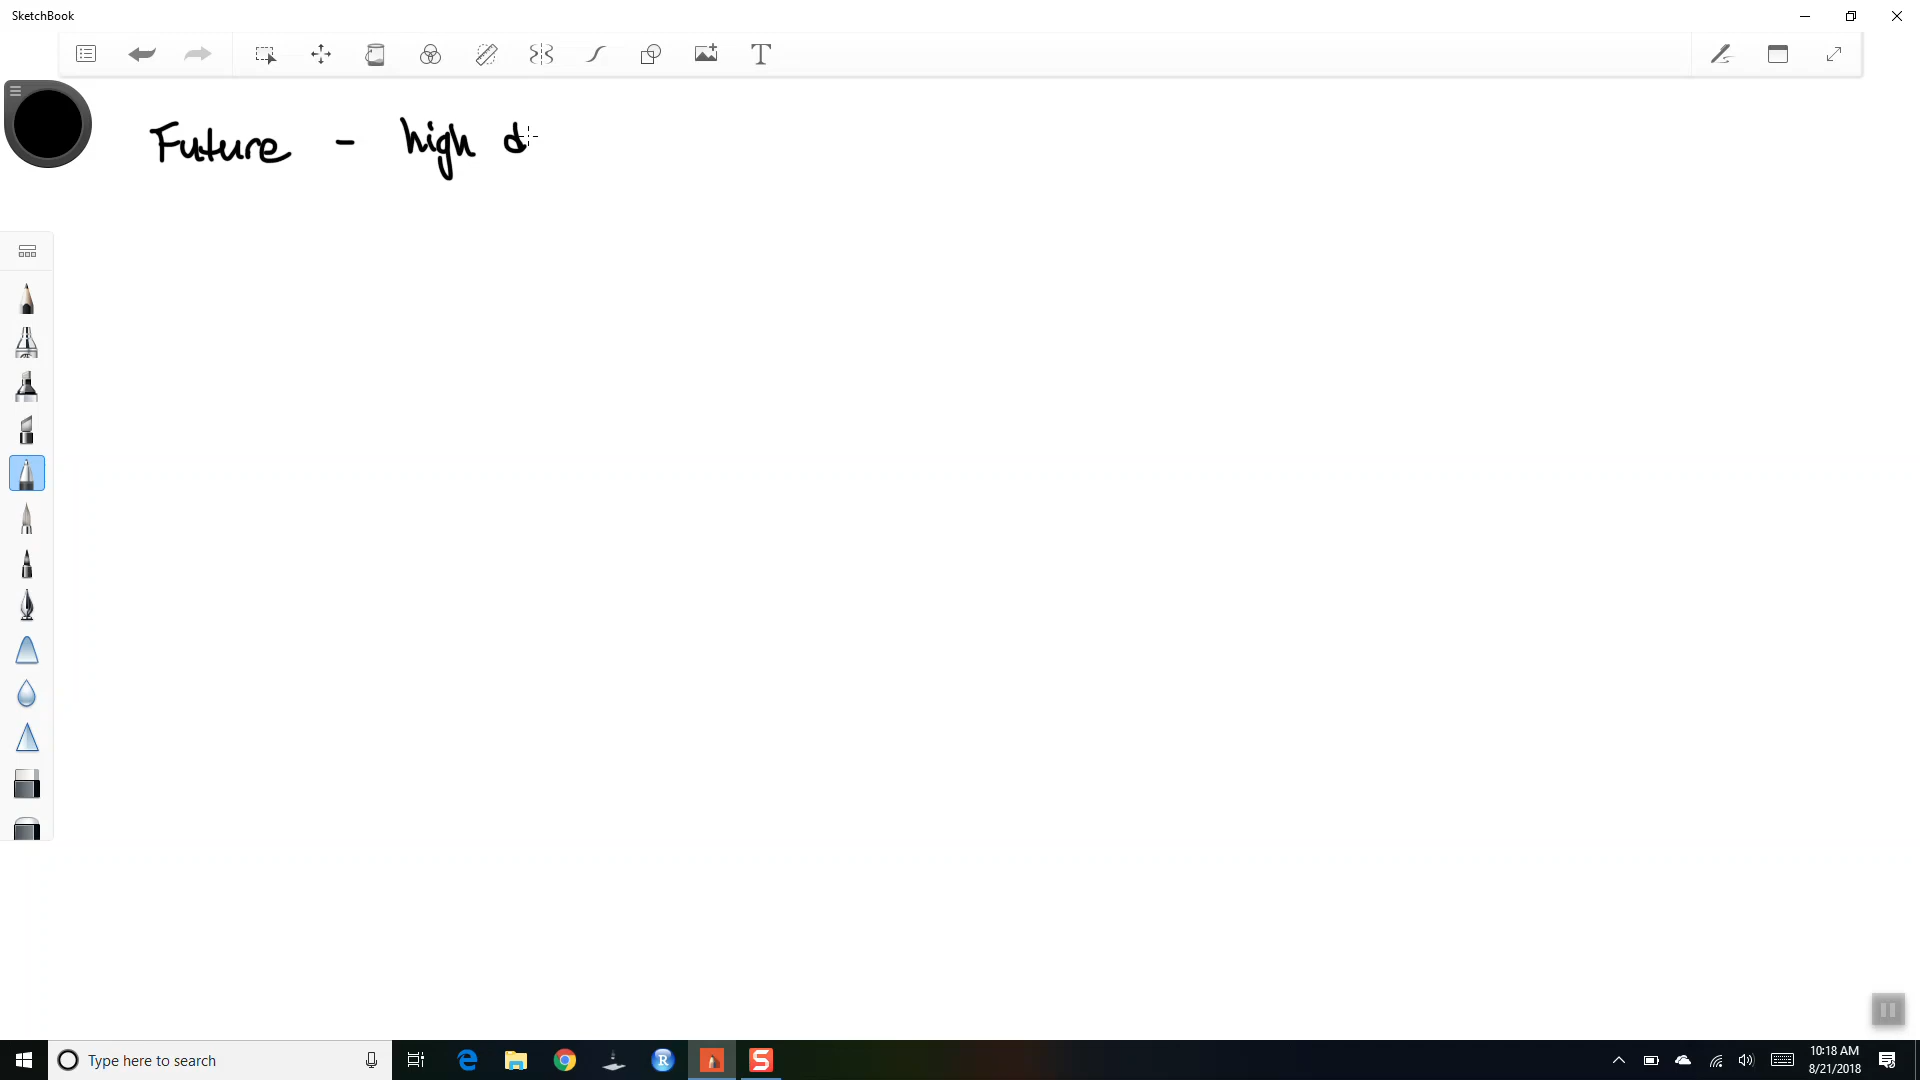 SketchBook
T
Future - high d
Type here to search
R
S
10:18 AM
8/21/2018